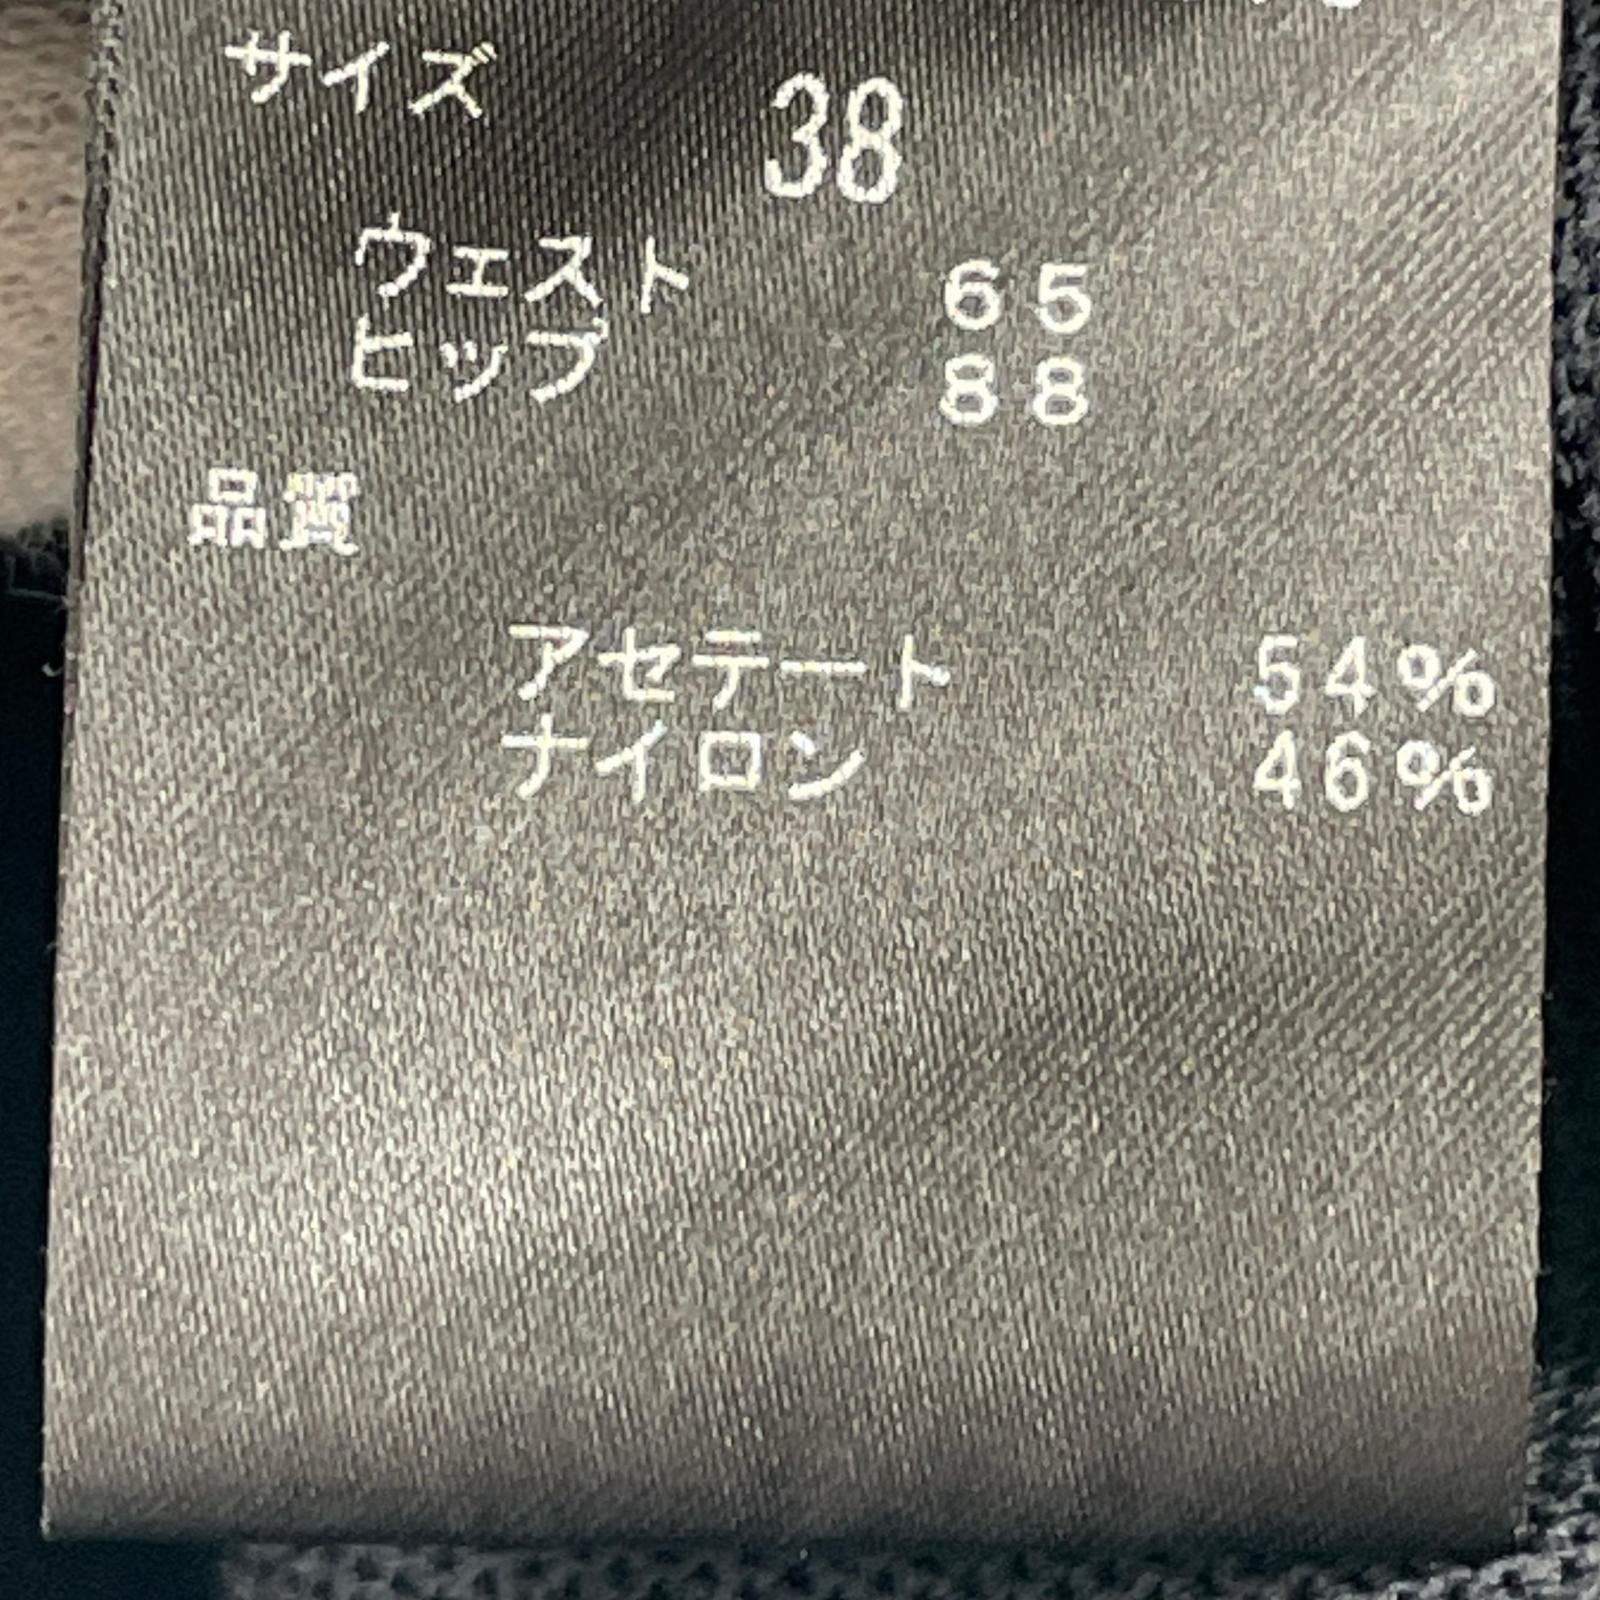 サイズ 38
ウェスト 65
ヒップ 88
品質
アセテート 54%
ナイロン 46%